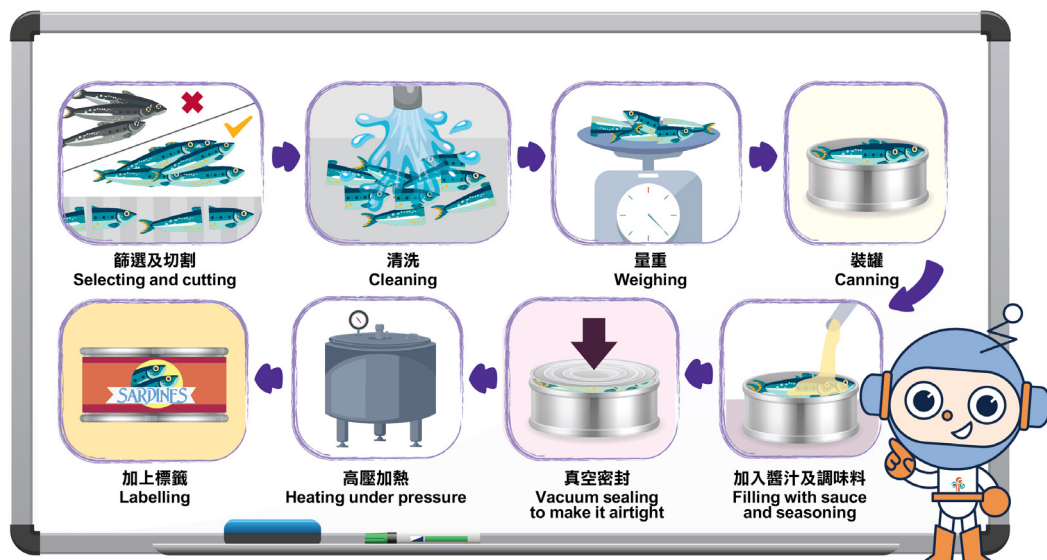 篩選及切割
Selecting and cutting
清洗
Cleaning
量重
Weighing
裝罐
Canning
加入醬汁及調味料
Filling with sauce
and seasoning
真空密封
Vacuum sealing
to make it airtight
高壓加熱
Heating under pressure
SARDINES
加上標籤
Labelling